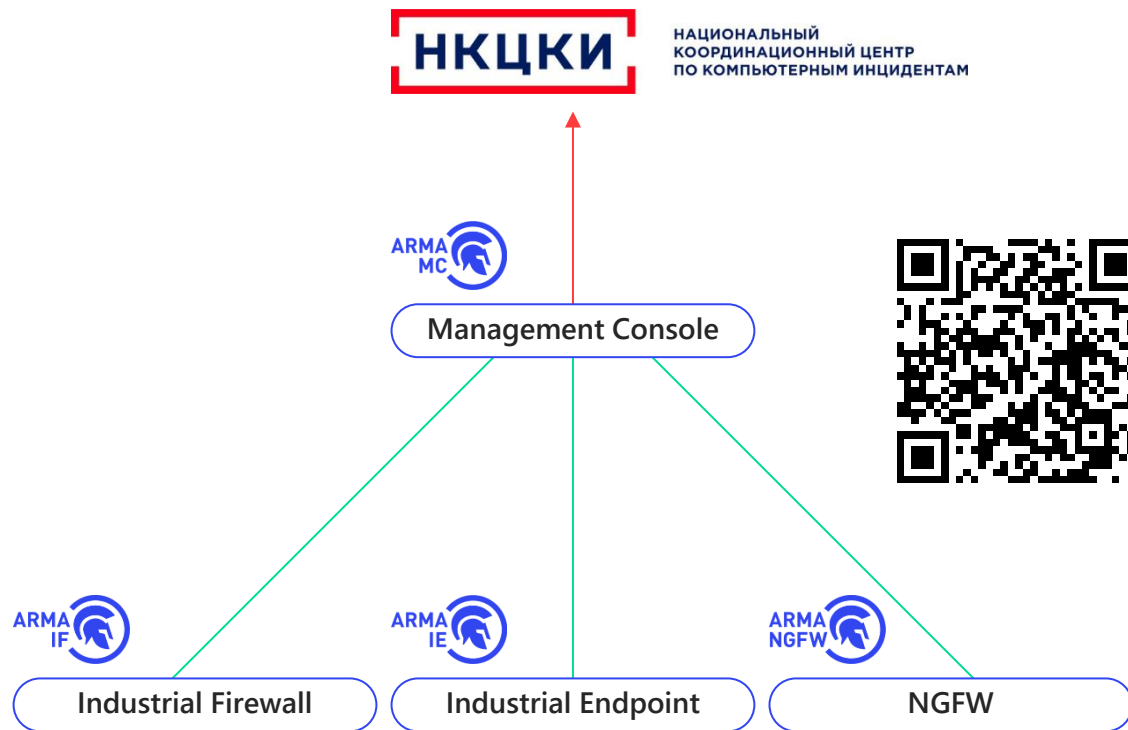 НКЦКИ
НАЦИОНАЛЬНЫЙ
КООРДИНАЦИОННЫЙ ЦЕНТР
ПО КОМПЬЮТЕРНЫМ ИНЦИДЕНТАМ
ARMA
MC
Management Console
ARMA
IF
ARMA
IE
ARMA
NGFW
Industrial Firewall
Industrial Endpoint
NGFW